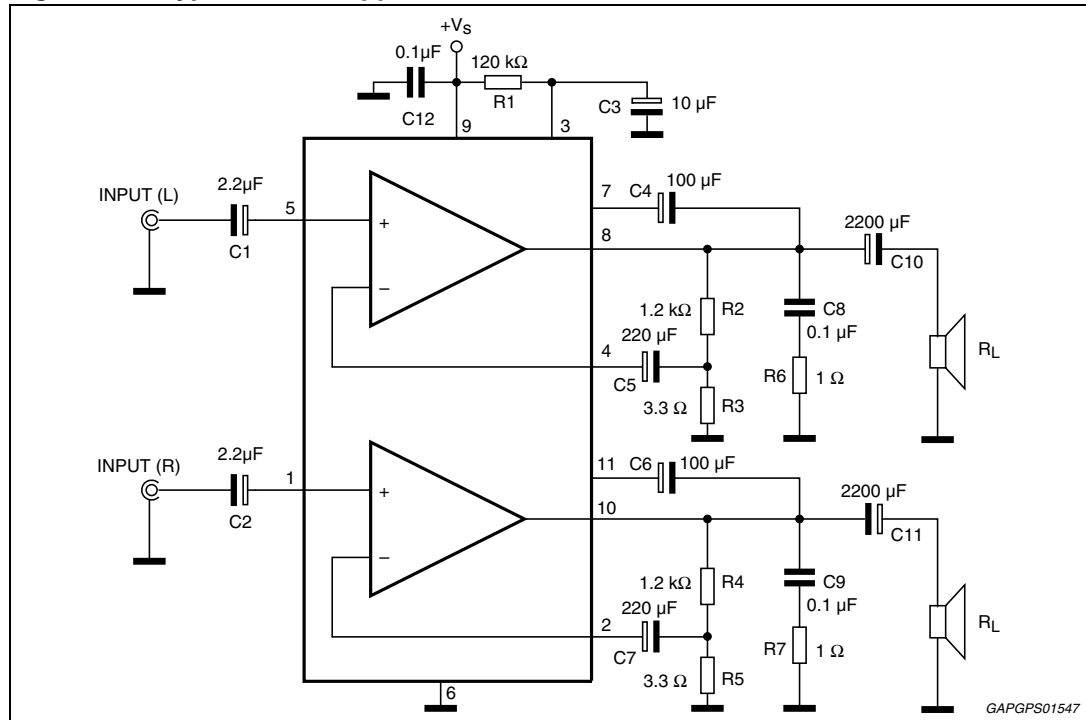 +VS
0.1µF
120 kΩ
R1
C12
C3
10 µF
9
3
INPUT (L)
2.2µF
C1
5
+
–
7
C4
100 µF
8
2200 µF
C10
1.2 kΩ
R2
C8
0.1 µF
220 µF
4
C5
R6
1 Ω
3.3 Ω
R3
RL
INPUT (R)
2.2µF
C2
1
+
–
11
C6
100 µF
10
2200 µF
C11
1.2 kΩ
R4
C9
0.1 µF
220 µF
2
C7
R7
1 Ω
3.3 Ω
R5
RL
6
GAPGPS01547